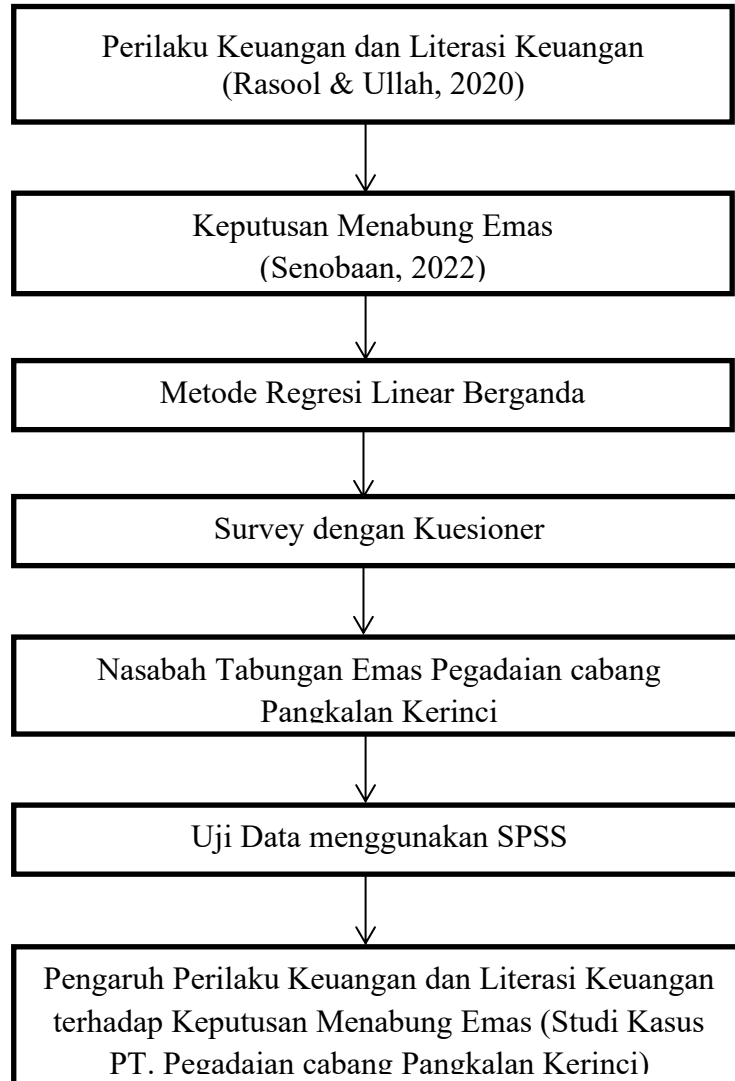 Perilaku Keuangan dan Literasi Keuangan
(Rasool & Ullah, 2020)
Keputusan Menabung Emas
(Senobaan, 2022)
Metode Regresi Linear Berganda
Survey dengan Kuesioner
Nasabah Tabungan Emas Pegadaian cabang
Pangkalan Kerinci
Uji Data menggunakan SPSS
Pengaruh Perilaku Keuangan dan Literasi Keuangan
terhadap Keputusan Menabung Emas (Studi Kasus
PT. Pegadaian cabang Pangkalan Kerinci)